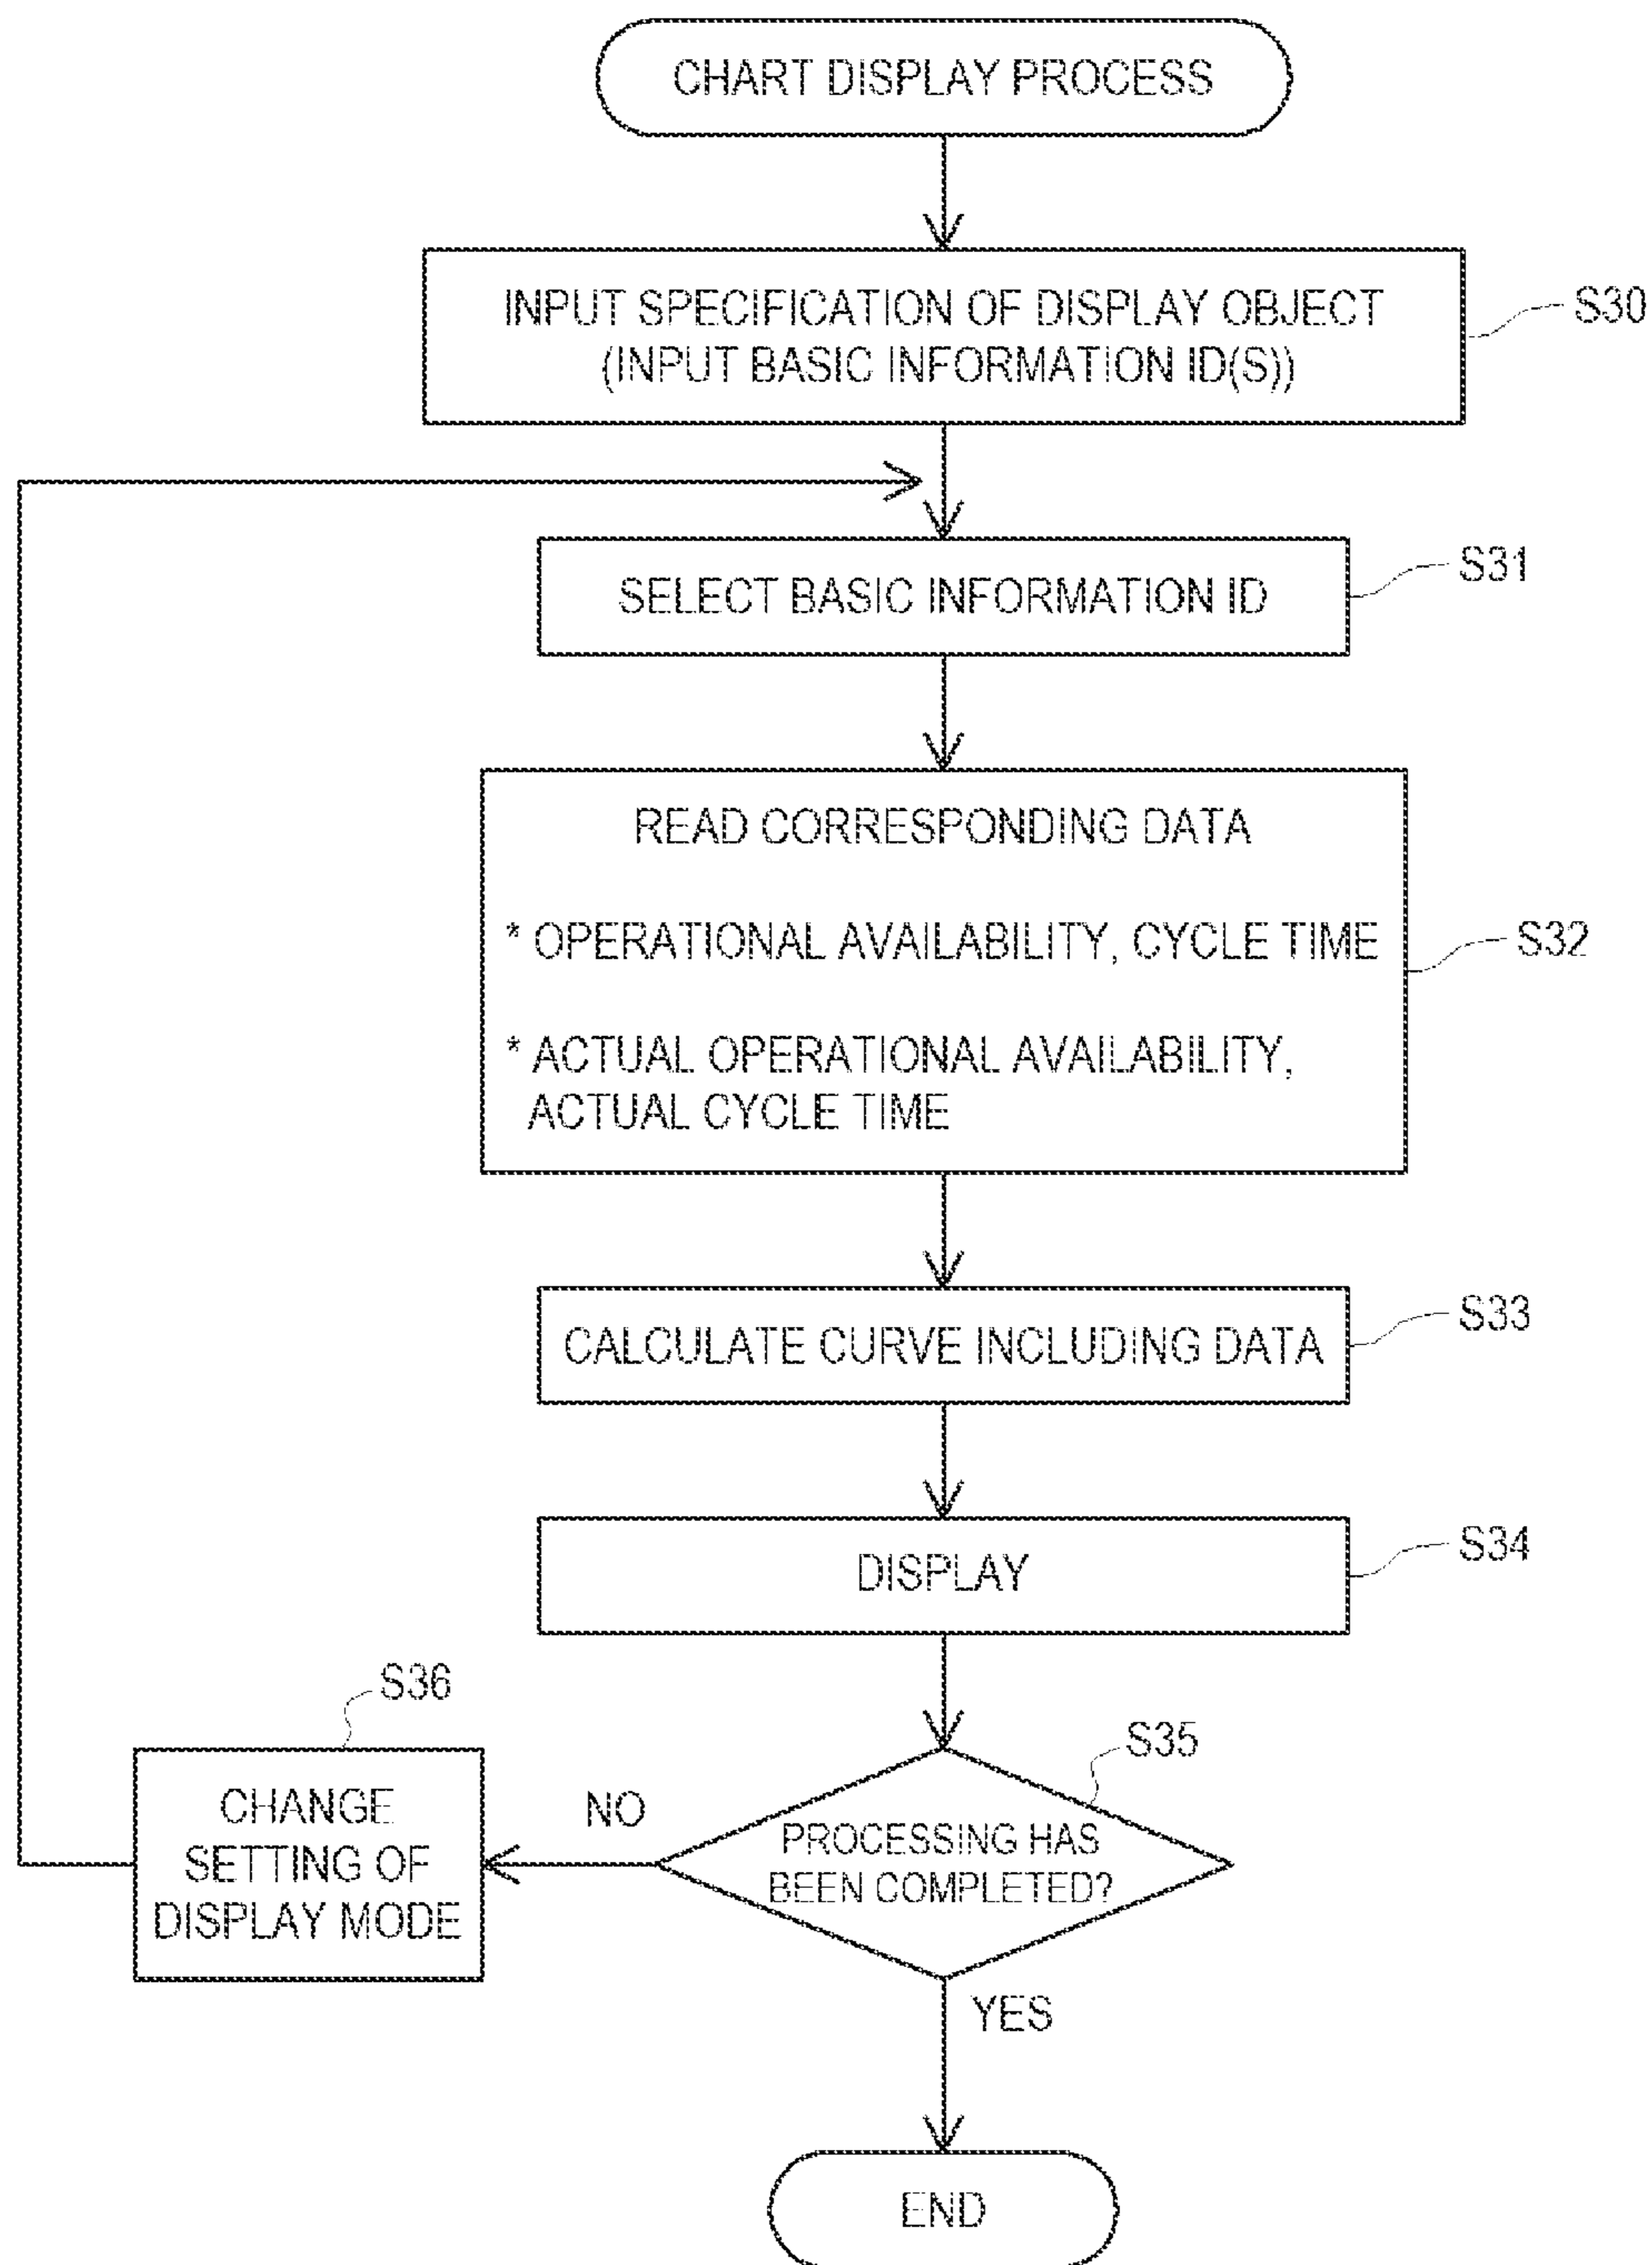 CHART DISPLAY PROCESS
INPUT SPECIFICATION OF DISPLAY OBJECT
(INPUT BASIC INFORMATION ID(S))
S30
SELECT BASIC INFORMATION ID
S31
READ CORRESPONDING DATA
* OPERATIONAL AVAILABILITY, CYCLE TIME
* ACTUAL OPERATIONAL AVAILABILITY,
ACTUAL CYCLE TIME
S32
CALCULATE CURVE INCLUDING DATA
S33
DISPLAY
S34
PROCESSING HAS
BEEN COMPLETED?
S35
NO
CHANGE
SETTING OF
DISPLAY MODE
S36
YES
END